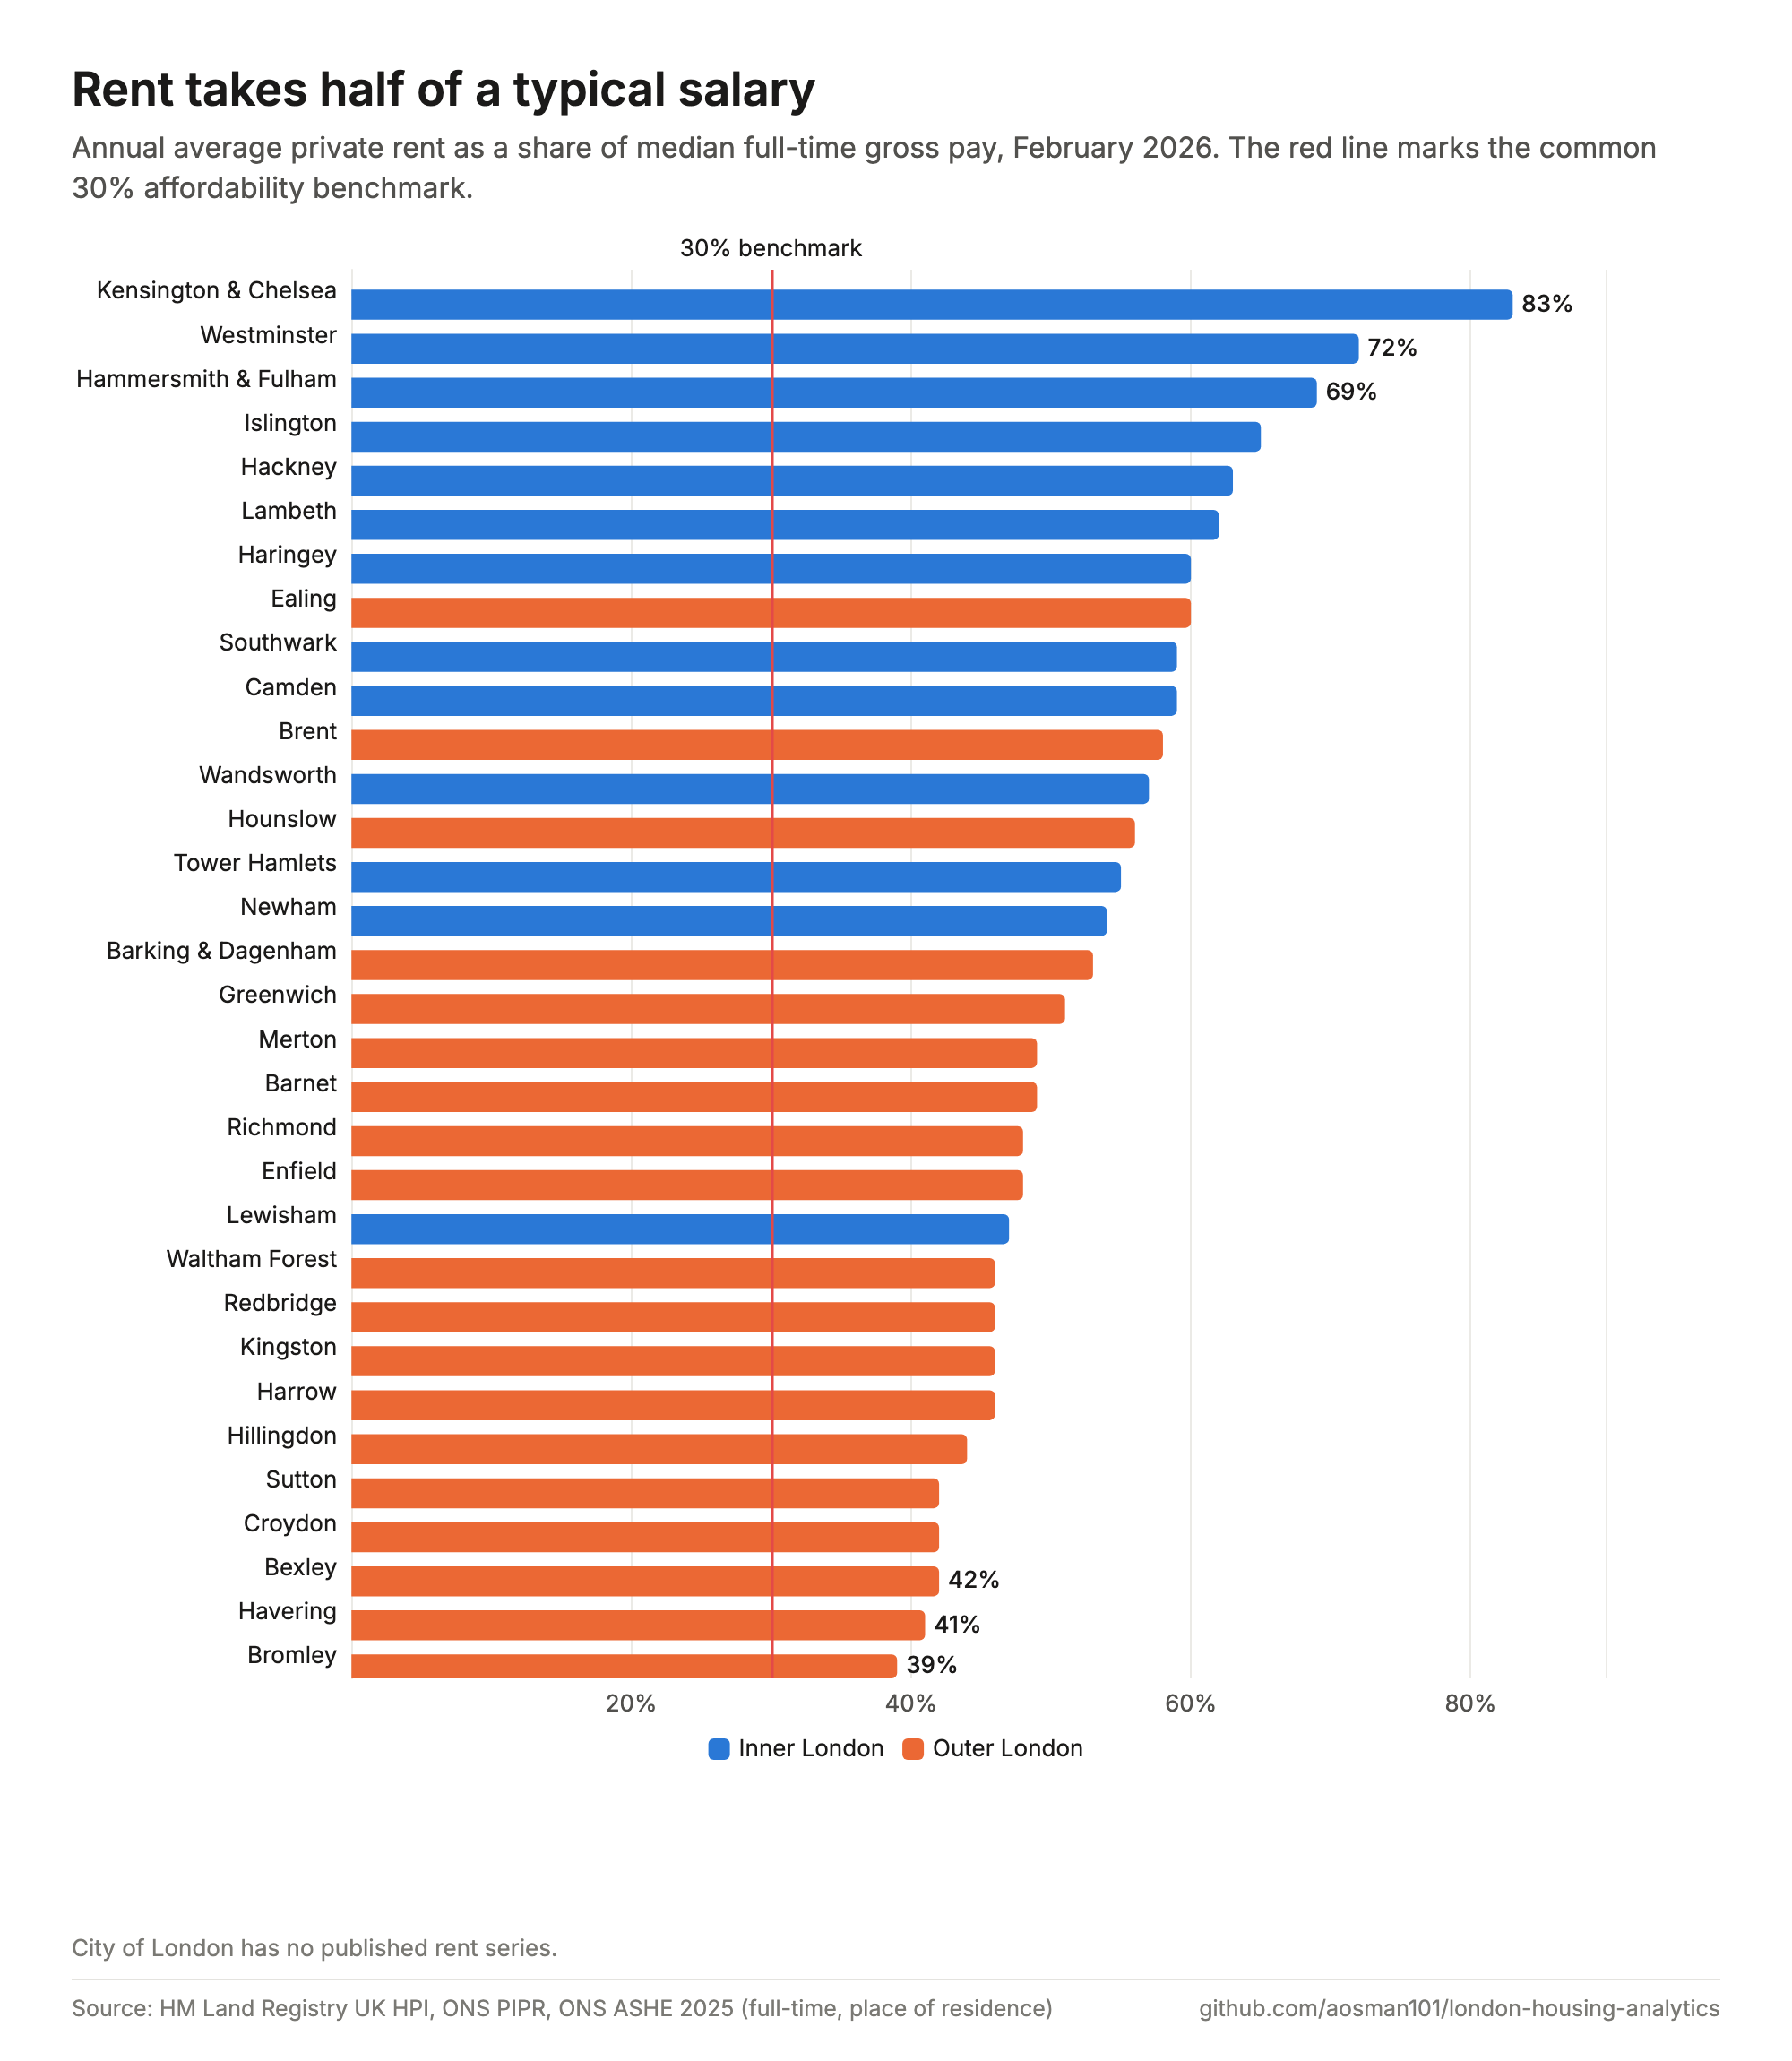 Rent takes half of a typical salary
Annual average private rent as a share of median full-time gross pay, February 2026. The red line marks the common
30% affordability benchmark.
30% benchmark
Kensington & Chelsea
83%
Westminster
72%
Hammersmith & Fulham
69%
Islington
Hackney
Lambeth
Haringey
Ealing
Southwark
Camden
Brent
Wandsworth
Hounslow
Tower Hamlets
Newham
Barking & Dagenham
Greenwich
Merton
Barnet
Richmond
Enfield
Lewisham
Waltham Forest
Redbridge
Kingston
Harrow
Hillingdon
Sutton
Croydon
Bexley
42%
Havering
41%
Bromley
39%
20% 40% 60% 80%
Inner London Outer London
City of London has no published rent series.
Source: HM Land Registry UK HPI, ONS PIPR, ONS ASHE 2025 (full-time, place of residence)
github.com/aosman101/london-housing-analytics